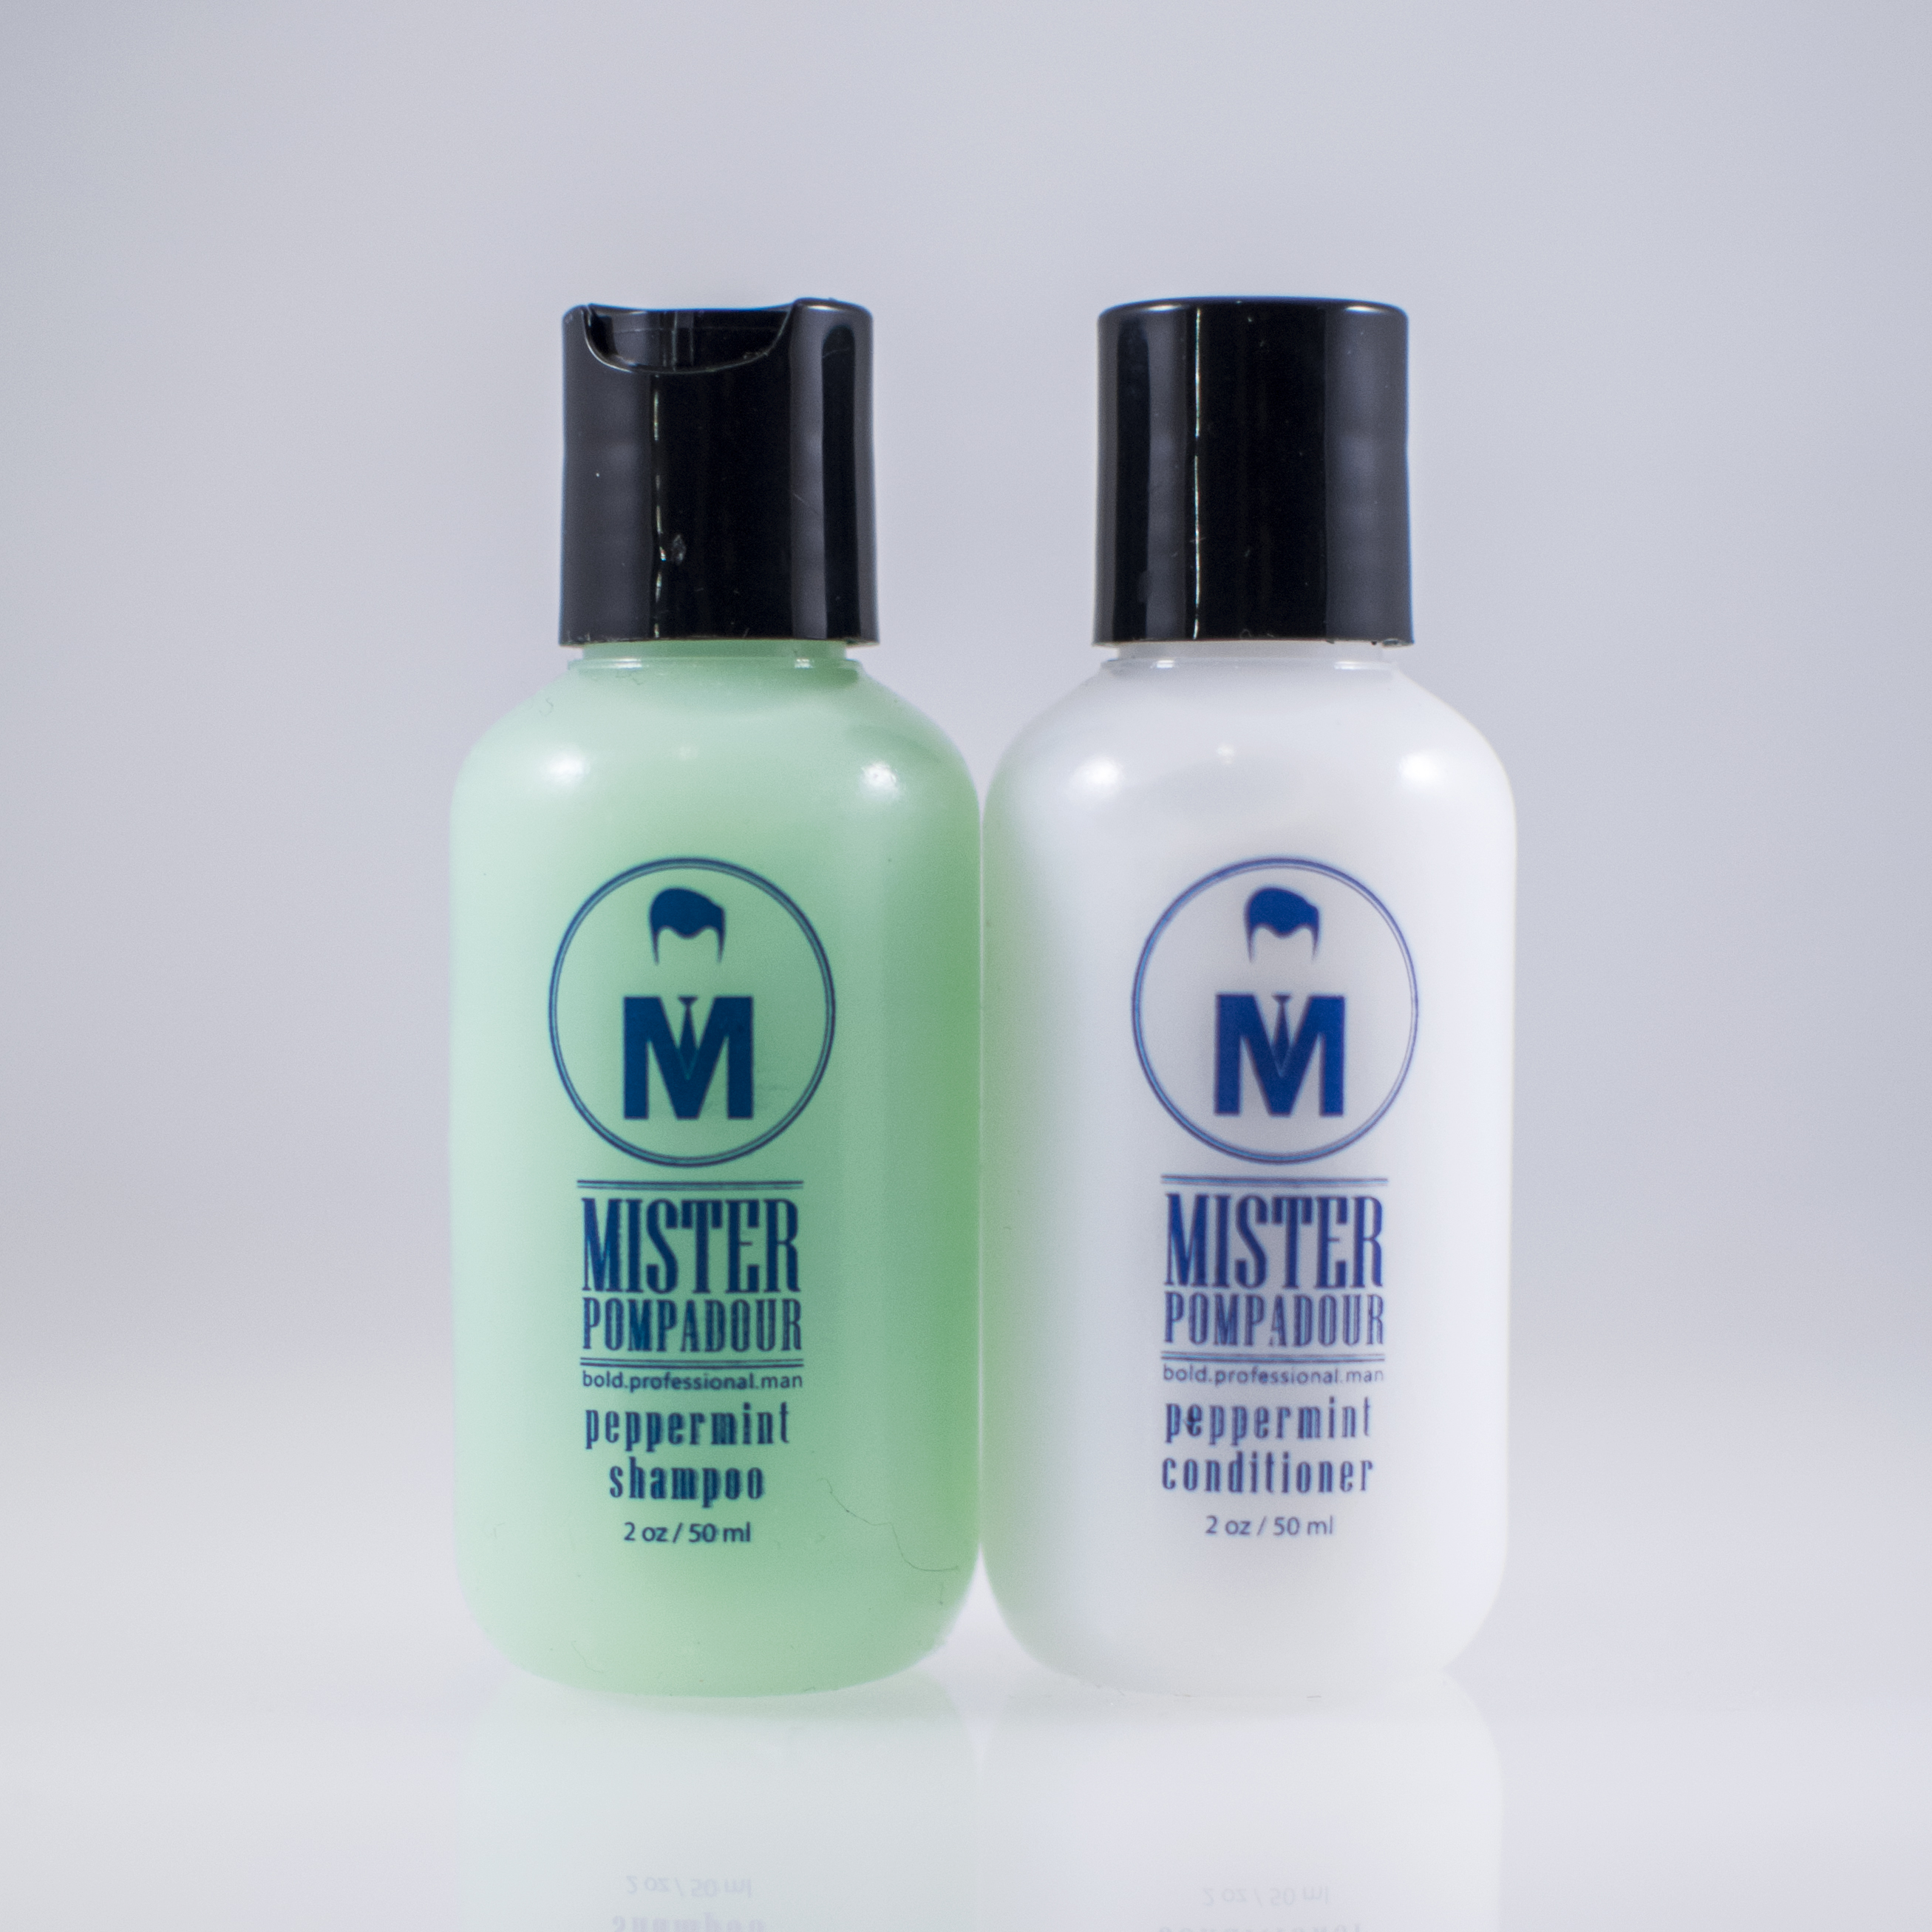 M
MISTER
POMPADOUR
bold.professional.man
peppermint
shampoo
2 oz / 50 ml
M
MISTER
POMPADOUR
bold.professional.man
peppermint
conditioner
2 oz / 50 ml